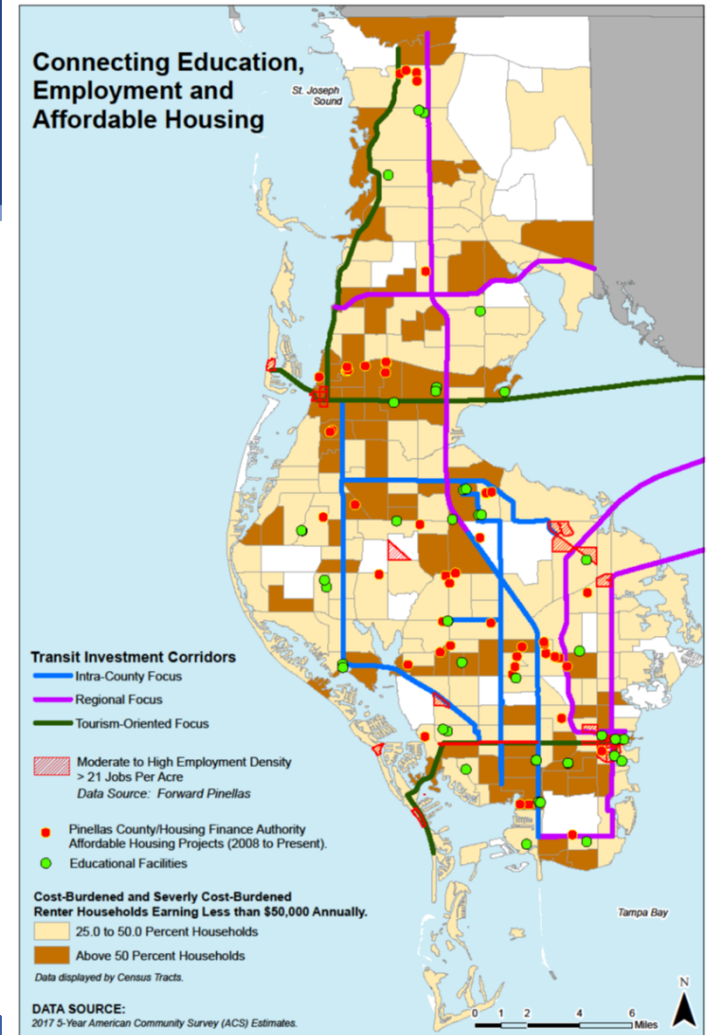 Connecting Education,
Employment and
Affordable Housing
St. Joseph
Sound
Transit Investment Corridors
Intra-County Focus
Regional Focus
Tourism-Oriented Focus
Moderate to High Employment Density
> 21 Jobs Per Acre
Data Source: Forward Pinellas
Pinellas County/Housing Finance Authority
Affordable Housing Projects (2008 to Present).
Educational Facilities
Cost-Burdened and Severly Cost-Burdened
Renter Households Earning Less than $50,000 Annually.
25.0 to 50.0 Percent Households
Above 50 Percent Households
Data displayed by Census Tracts.
DATA SOURCE:
2017 5-Year American Community Survey (ACS) Estimates.
Tampa Bay
N
0 1 2 4 6
Miles